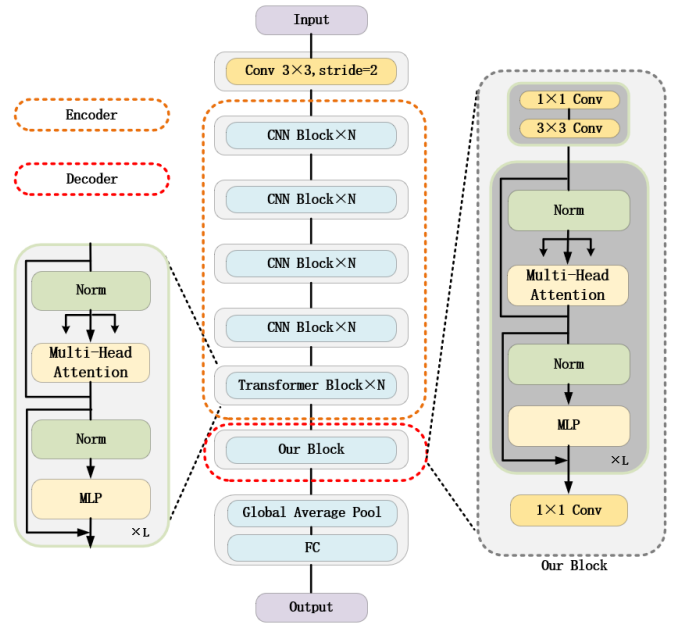 Input
Conv 3×3,stride=2
Encoder
Decoder
CNN Block×N
CNN Block×N
CNN Block×N
CNN Block×N
Transformer Block×N
Our Block
Global Average Pool
FC
Output
Norm
Multi-Head
Attention
Norm
MLP
×L
1×1 Conv
3×3 Conv
Norm
Multi-Head
Attention
Norm
MLP
×L
1×1 Conv
Our Block